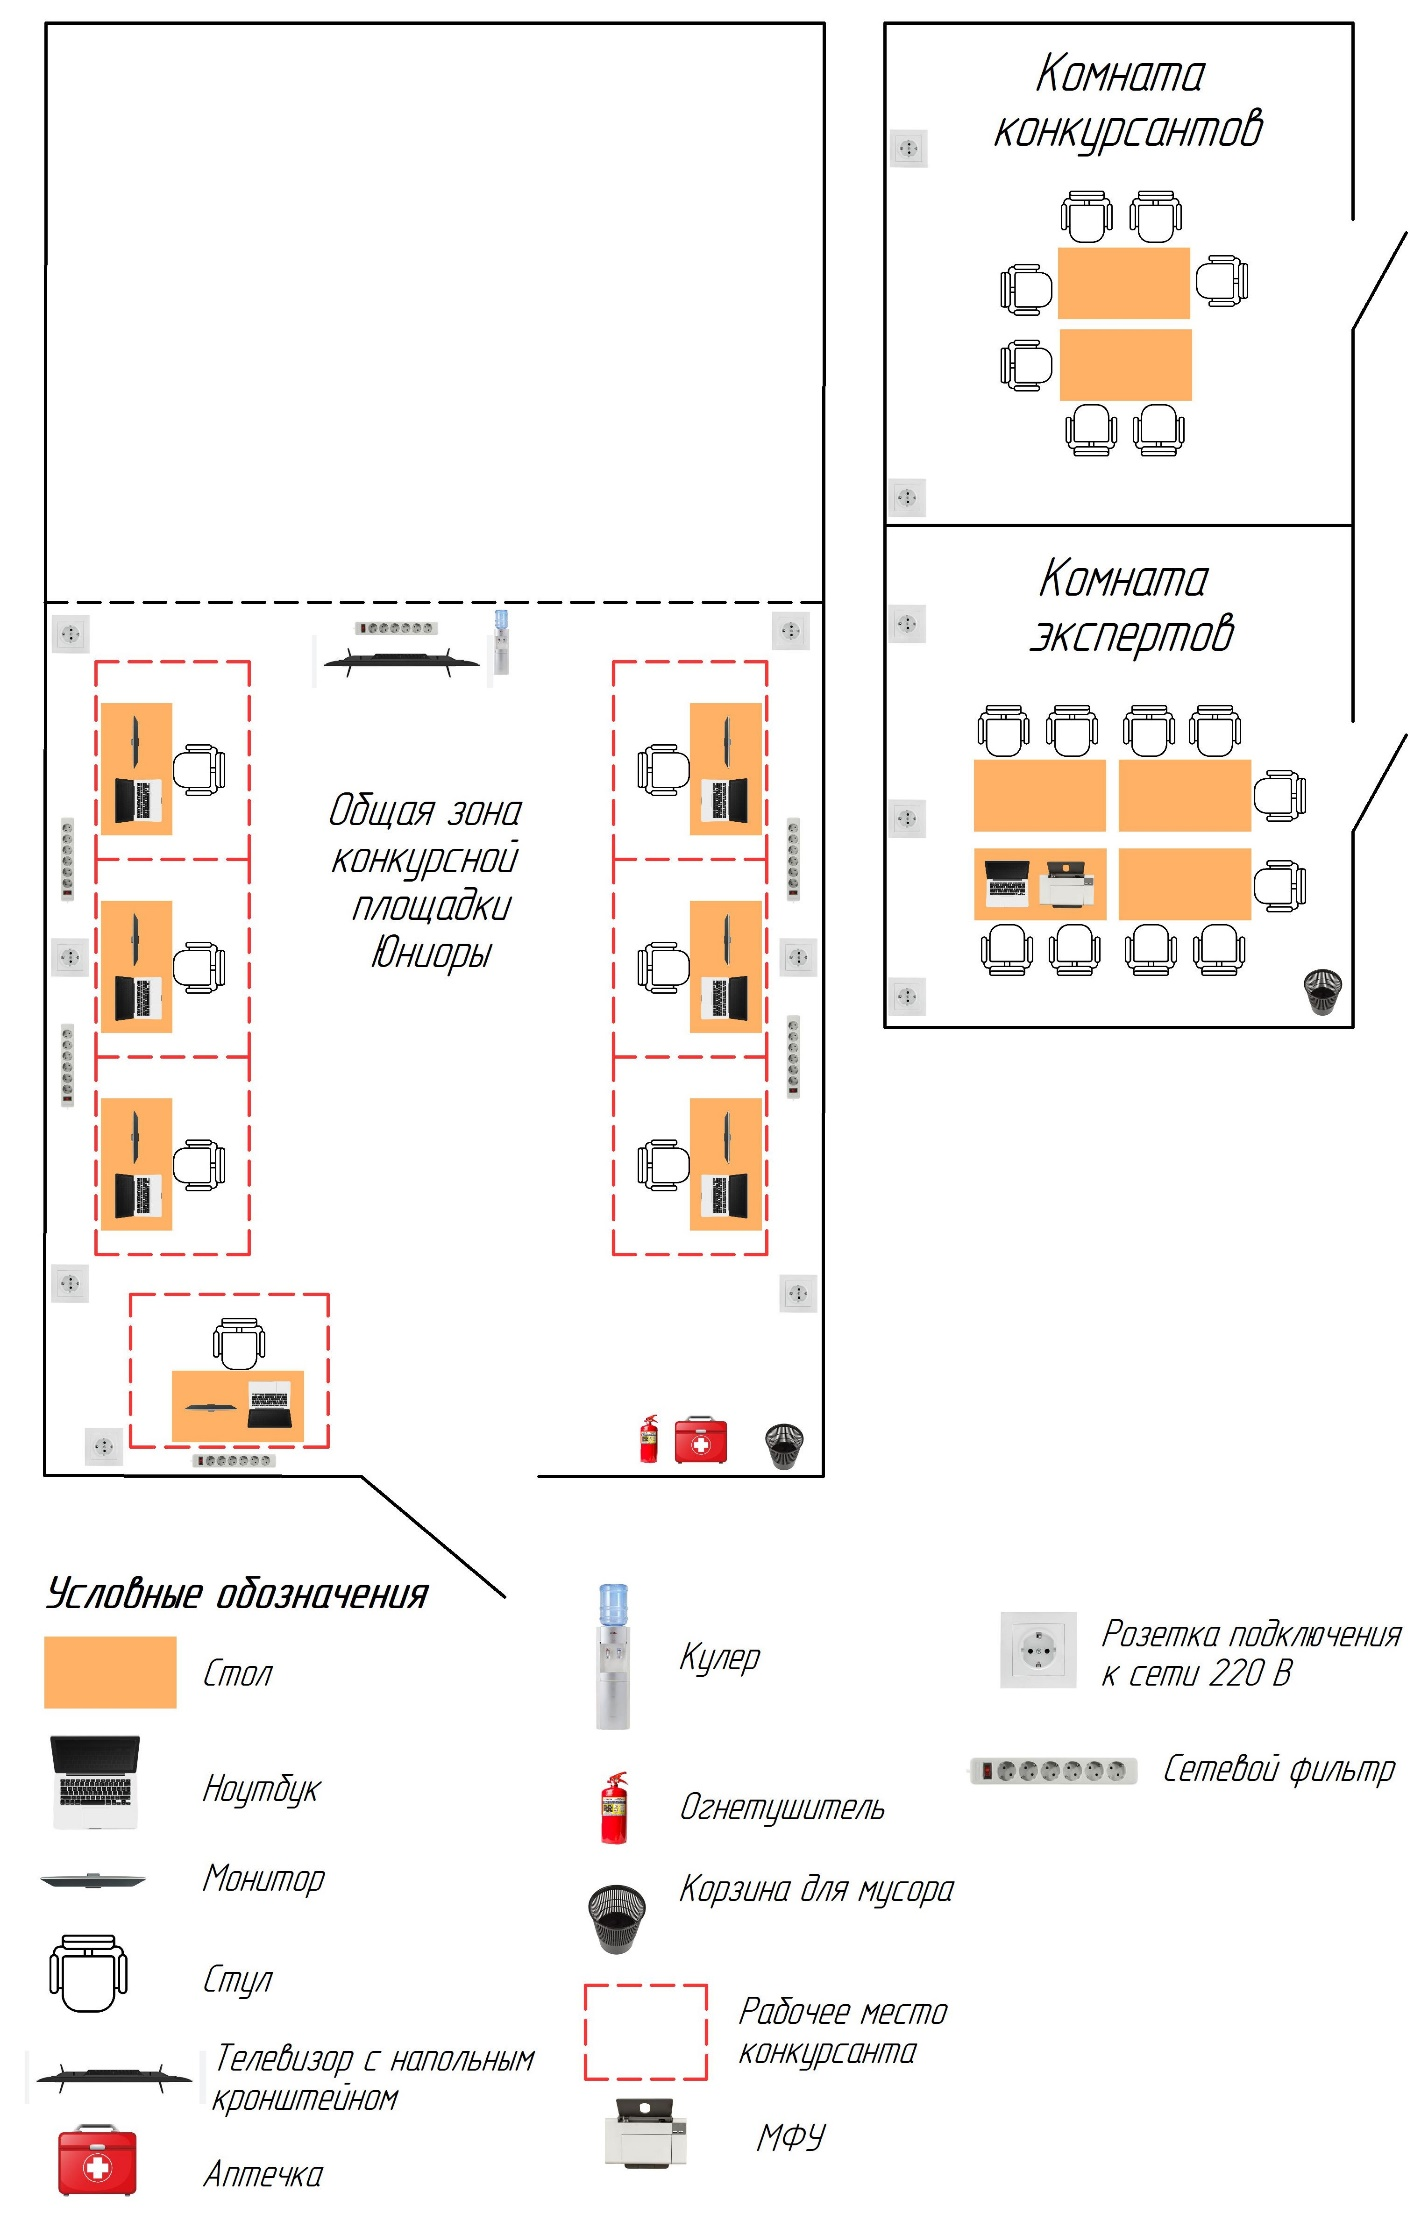 Комната
конкурсантов
Комната
экспертов
Общая зона
конкурсной
площадки
Юниоры
Условные обозначения
Стол
Ноутбук
Монитор
Стул
Телевизор с напольным
кронштейном
Аптечка
Кулер
Огнетушитель
Корзина для мусора
Рабочее место
конкурсанта
МФУ
Розетка подключения
к сети 220 В
Сетевой фильтр